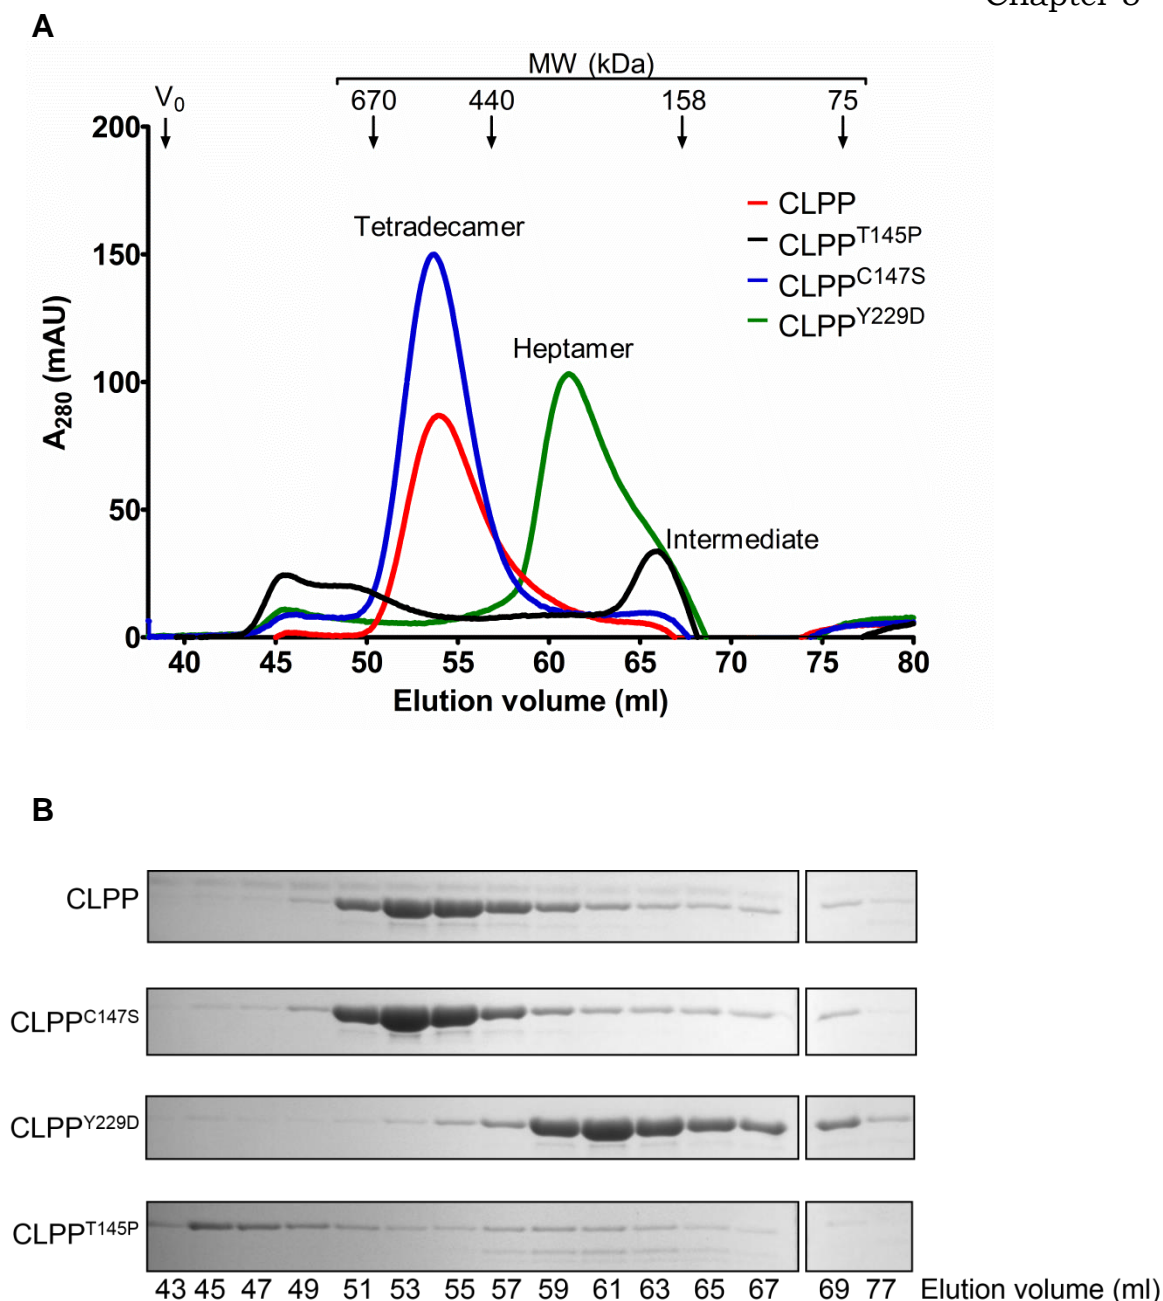 A
MW (kDa)
V0 670 440 158 75
200
150
100
50
0
A280 (mAU)
Tetradecamer
Heptamer
Intermediate
CLPP
CLPPT145P
CLPPC147S
CLPPY229D
40 45 50 55 60 65 70 75 80
Elution volume (ml)
B
CLPP
CLPPC147S
CLPPY229D
CLPPT145P
43 45 47 49 51 53 55 57 59 61 63 65 67 69 77 Elution volume (ml)